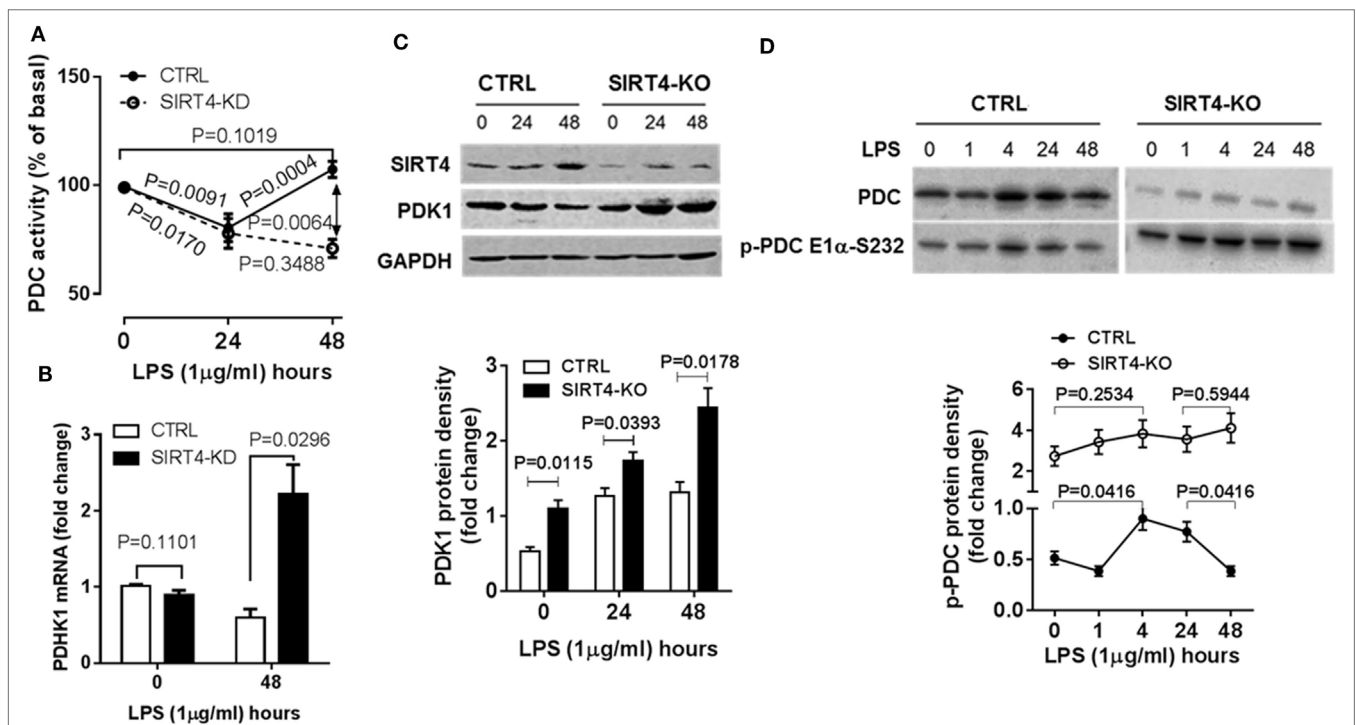 A
PDC activity (% of basal)
150
100
50
CTRL
SIRT4-KD
P=0.1019
P=0.0091
P=0.0004
P=0.0064
P=0.0170
P=0.3488
0 24 48
LPS (1μg/ml) hours
B
PDHK1 mRNA (fold change)
3
2
1
0
CTRL
SIRT4-KD
P=0.0296
P=0.1101
0 48
LPS (1μg/ml) hours
C
CTRL SIRT4-KO
0 24 48 0 24 48
SIRT4
PDK1
GAPDH
PDK1 protein density
(fold change)
3
2
1
0
CTRL
SIRT4-KO
P=0.0178
P=0.0393
P=0.0115
0 24 48
LPS (1μg/ml) hours
D
CTRL SIRT4-KO
LPS 0 1 4 24 48 0 1 4 24 48
PDC
p-PDC E1α-S232
CTRL
SIRT4-KO
p-PDC protein density
(fold change)
6
4
2
1.0
0.5
0.0
P=0.2534 P=0.5944
P=0.0416 P=0.0416
0 1 4 24 48
LPS (1μg/ml) hours